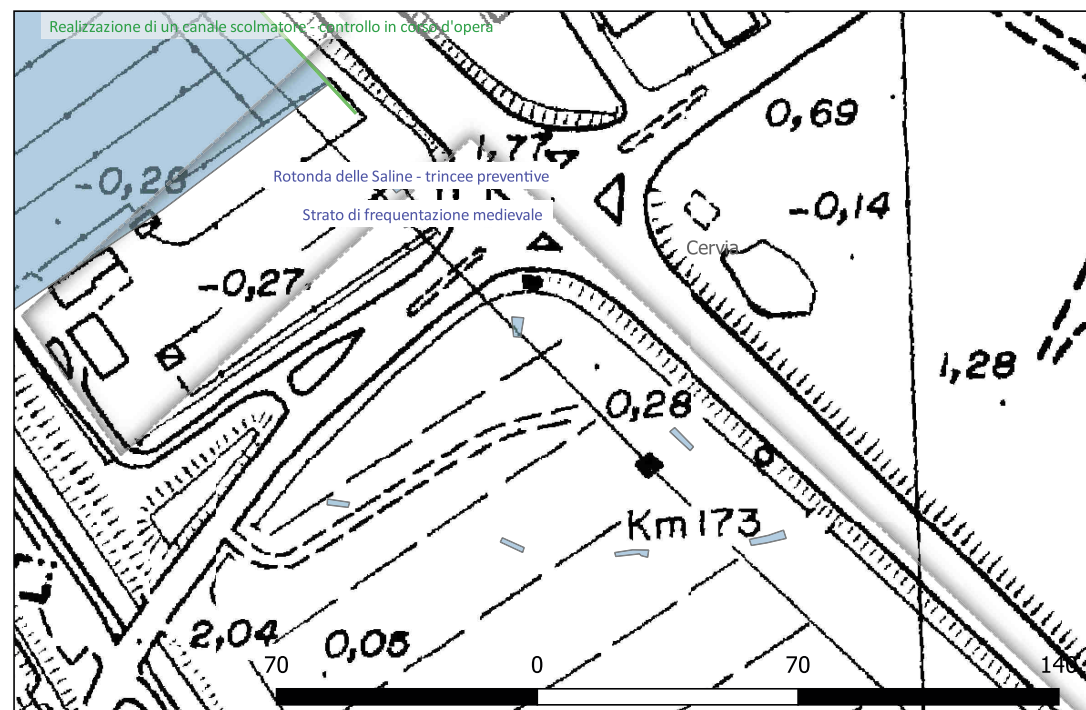 Realizzazione di un canale scolmatore - controllo in corso d'opera
0,69
1,77
-0,28
Rotonda delle Saline - trincee preventive
-0,14
Strato di frequentazione medievale
Cervia
-0,27
1,28
0,28
Km 173
2,04
0,05
70 0 70 140